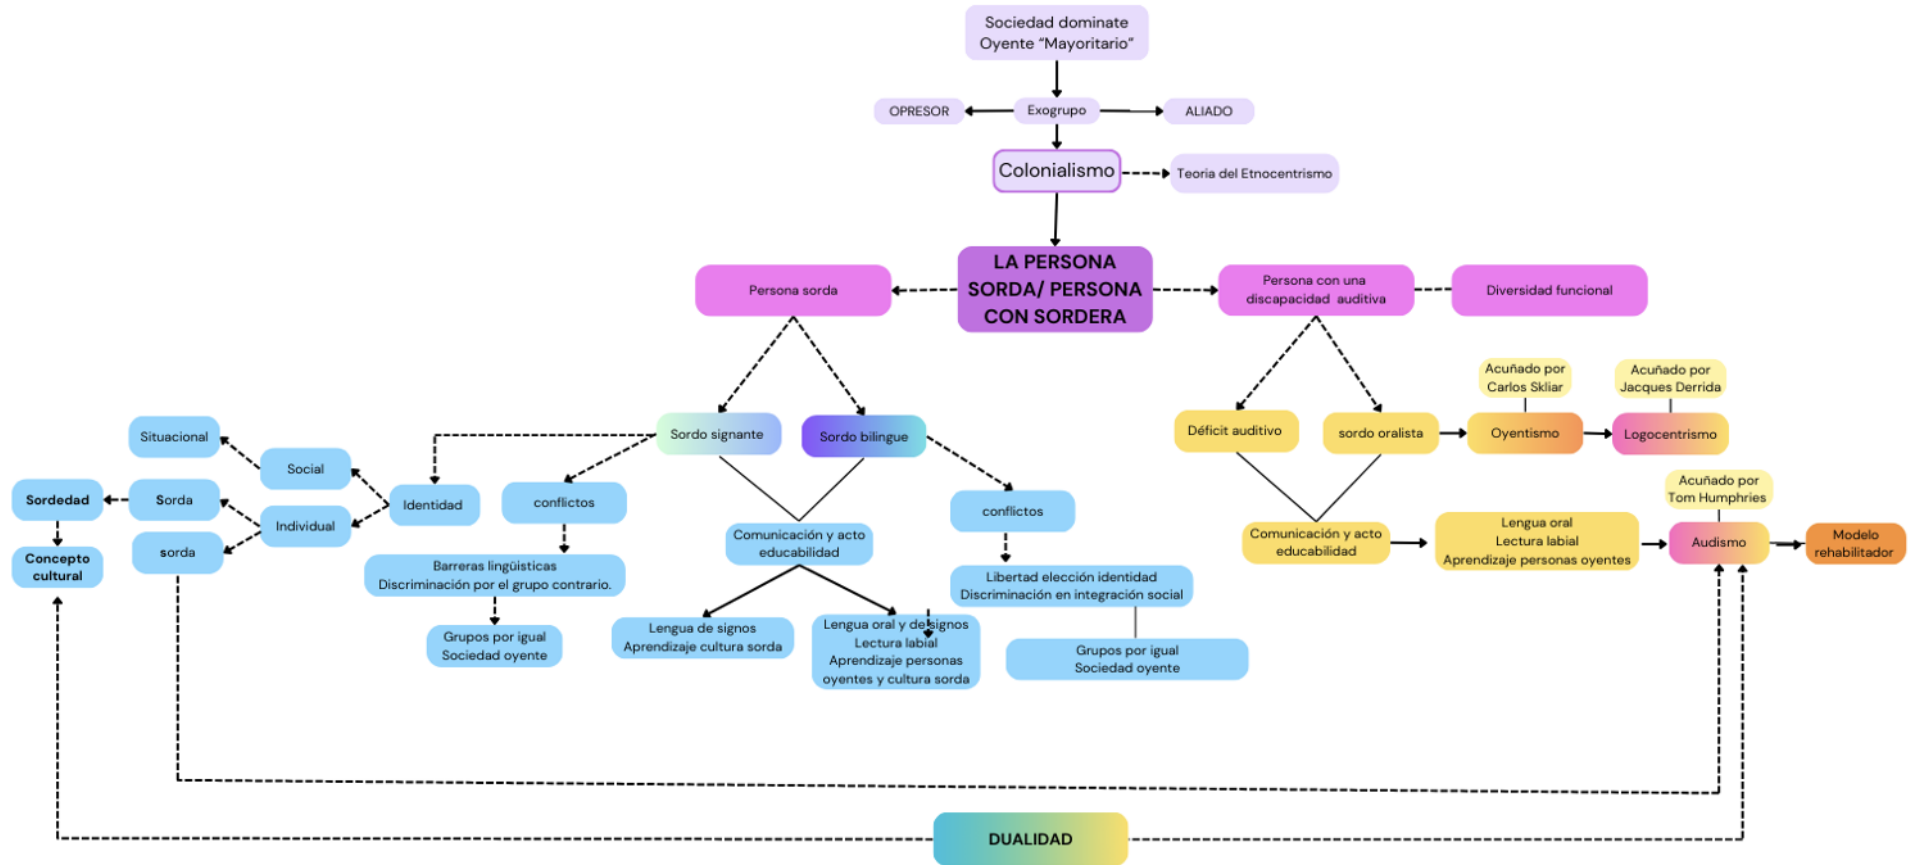 Sociedad dominate
Oyente “Mayoritario”
OPRESOR
Exogrupo
ALIADO
Colonialismo
Teoria del Etnocentrismo
LA PERSONA
SORDA/ PERSONA
CON SORDERA
Persona sorda
Persona con una
discapacidad auditiva
Diversidad funcional
Acuñado por
Carlos Skliar
Acuñado por
Jacques Derrida
Situacional
Sordo signante
Sordo bilingue
Déficit auditivo
sordo oralista
Oyentismo
Logocentrismo
Social
Sordedad
Sorda
Individual
Identidad
conflictos
conflictos
Acuñado por
Tom Humphries
sorda
Concepto
cultural
Comunicación y acto
educabilidad
Comunicación y acto
educabilidad
Lengua oral
Lectura labial
Aprendizaje personas oyentes
Audismo
Modelo
rehabilitador
Barreras lingüisticas
Discriminación por el grupo contrario.
Libertad elección identidad
Discriminación en integración social
Grupos por igual
Sociedad oyente
Lengua de signos
Aprendizaje cultura sorda
Lengua oral y de signos
Lectura labial
Aprendizaje personas
oyentes y cultura sorda
Grupos por igual
Sociedad oyente
DUALIDAD